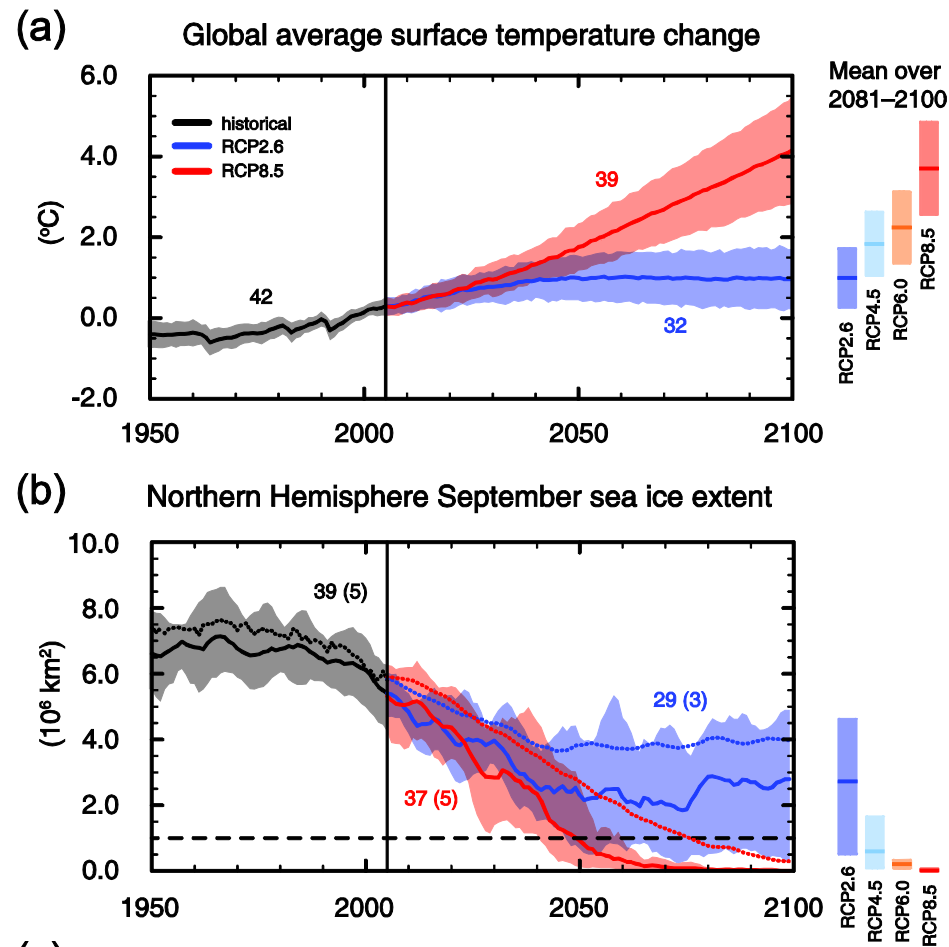 (a)
Global average surface temperature change
6.0
4.0
2.0
0.0
-2.0
(ºC)
historical
RCP2.6
RCP8.5
42
39
32
1950
2000
2050
2100
Mean over
2081–2100
RCP2.6
RCP4.5
RCP6.0
RCP8.5
(b)
Northern Hemisphere September sea ice extent
10.0
8.0
6.0
4.0
2.0
0.0
(10⁶ km²)
39 (5)
29 (3)
37 (5)
1950
2000
2050
2100
RCP2.6
RCP4.5
RCP6.0
RCP8.5